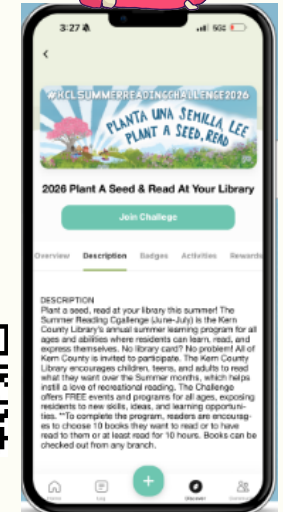 3:27
5GE
#KCLSUMMERREADINGCHALLENGE2026
PLANTA UNA SEMILLA, LEE
PLANT A SEED, READ
2026 Plant A Seed & Read At Your Library
Join Challege
Overview Description Badges Activities Rewards
DESCRIPTION
Plant a seed, read at your library this summer! The
Summer Reading Cgallenge (June-July) is the Kern
County Library's annual summer learning program for all
ages and abilities where residents can learn, read, and
express themselves. No library card? No problem! All of
Kern County is invited to participate. The Kern County
Library encourages children, teens, and adults to read
what they want over the Summer months, which helps
instill a love of recreational reading. The Challenge
offers FREE events and programs for all ages, exposing
residents to new skills, ideas, and learning opportuni-
ties. **To complete the program, readers are encourag-
es to choose 10 books they want to read or to have
read to them or at least read for 10 hours. Books can be
checked out from any branch.
Home Log Discover